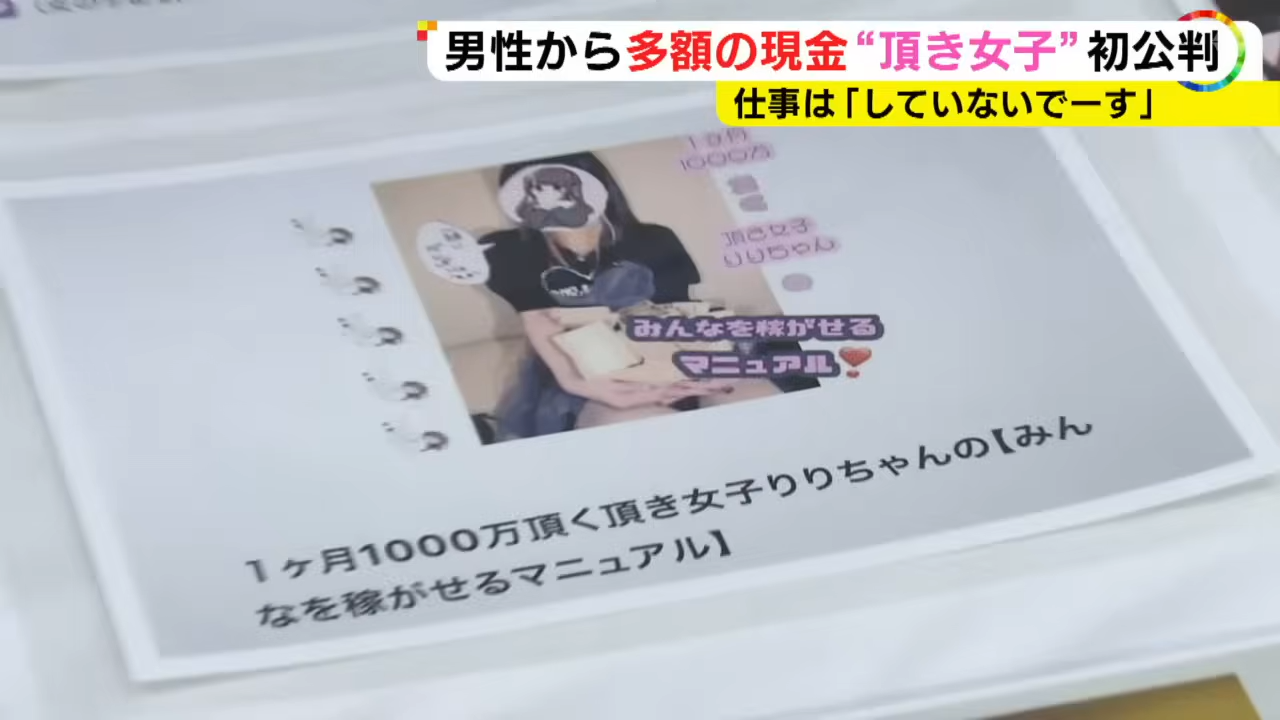 男性から多額の現金“頂き女子”初公判
仕事は「していないでーす」
1ヶ月
1000万
頂き女子
りりちゃん
みんなを稼がせる
マニュアル
1ヶ月1000万頂く頂き女子りりちゃんの【みん
なを稼がせるマニュアル】